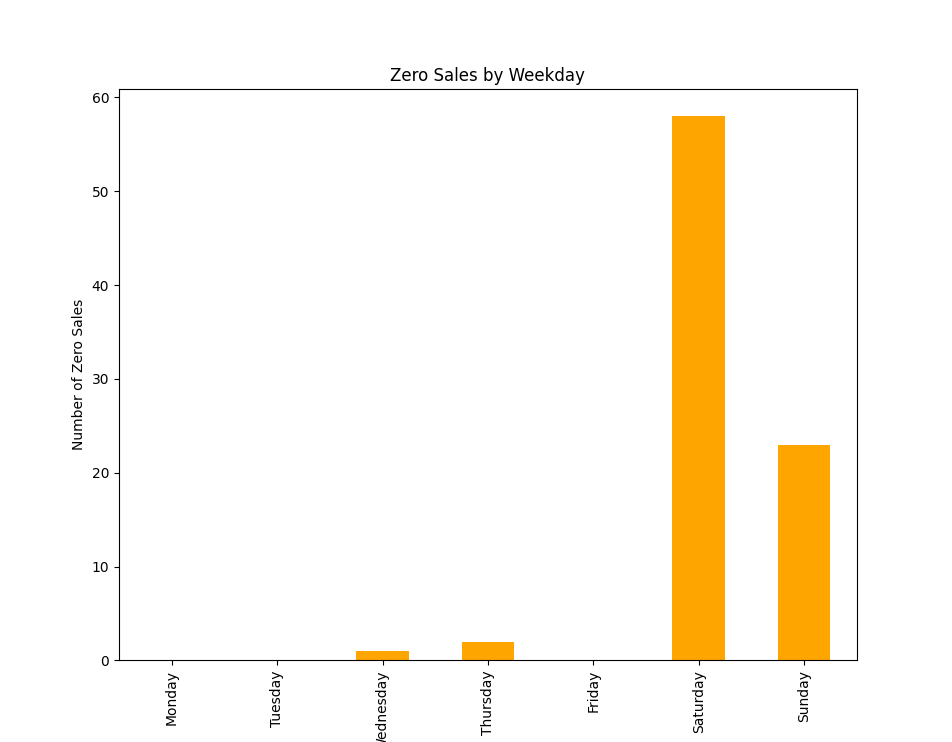 Zero Sales by Weekday
Number of Zero Sales
60
50
40
30
20
10
0
Monday
Tuesday
Wednesday
Thursday
Friday
Saturday
Sunday